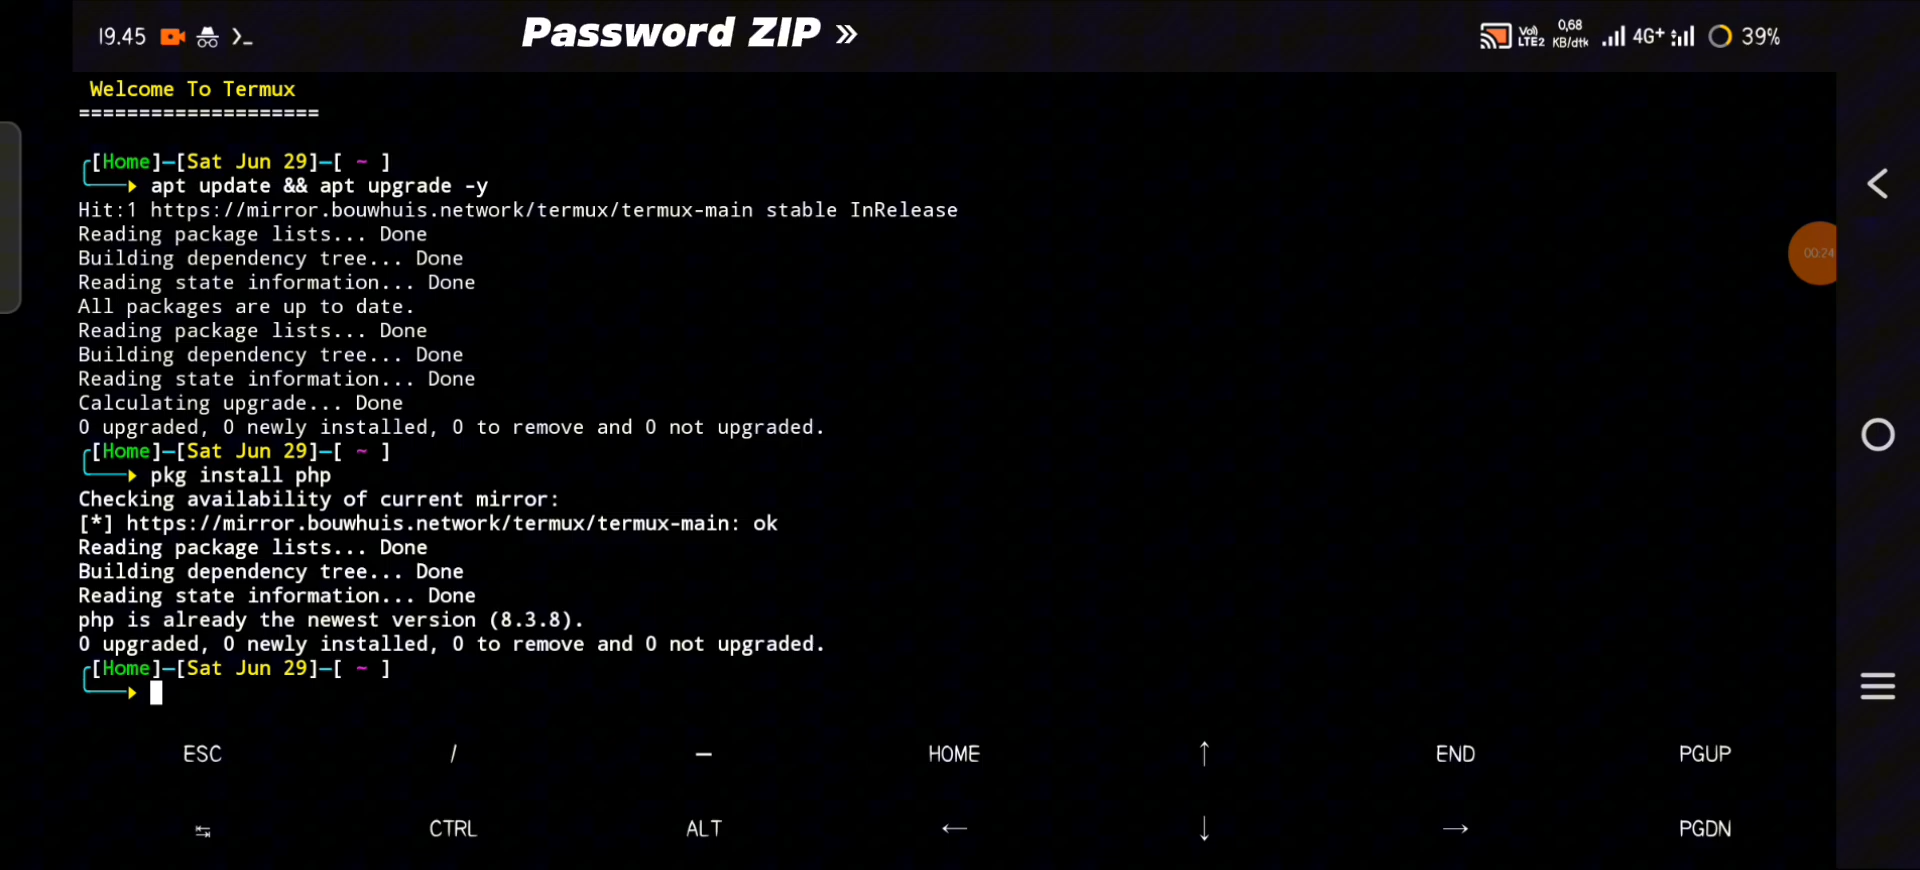 19.45 Password ZIP » VoJ) LTE2 0,68 KB/dtk 4G+ 39%
Welcome To Termux
====================
[Home]—[Sat Jun 29]—[ ~ ]
apt update && apt upgrade -y
Hit:1 https://mirror.bouwhuis.network/termux/termux-main stable InRelease
Reading package lists... Done
Building dependency tree... Done
Reading state information... Done
All packages are up to date.
Reading package lists... Done
Building dependency tree... Done
Reading state information... Done
Calculating upgrade... Done
0 upgraded, 0 newly installed, 0 to remove and 0 not upgraded.
[Home]—[Sat Jun 29]—[ ~ ]
pkg install php
Checking availability of current mirror:
[*] https://mirror.bouwhuis.network/termux/termux-main: ok
Reading package lists... Done
Building dependency tree... Done
Reading state information... Done
php is already the newest version (8.3.8).
0 upgraded, 0 newly installed, 0 to remove and 0 not upgraded.
[Home]—[Sat Jun 29]—[ ~ ]
00:24
ESC / — HOME ↑ END PGUP
↹ CTRL ALT ← ↓ → PGDN